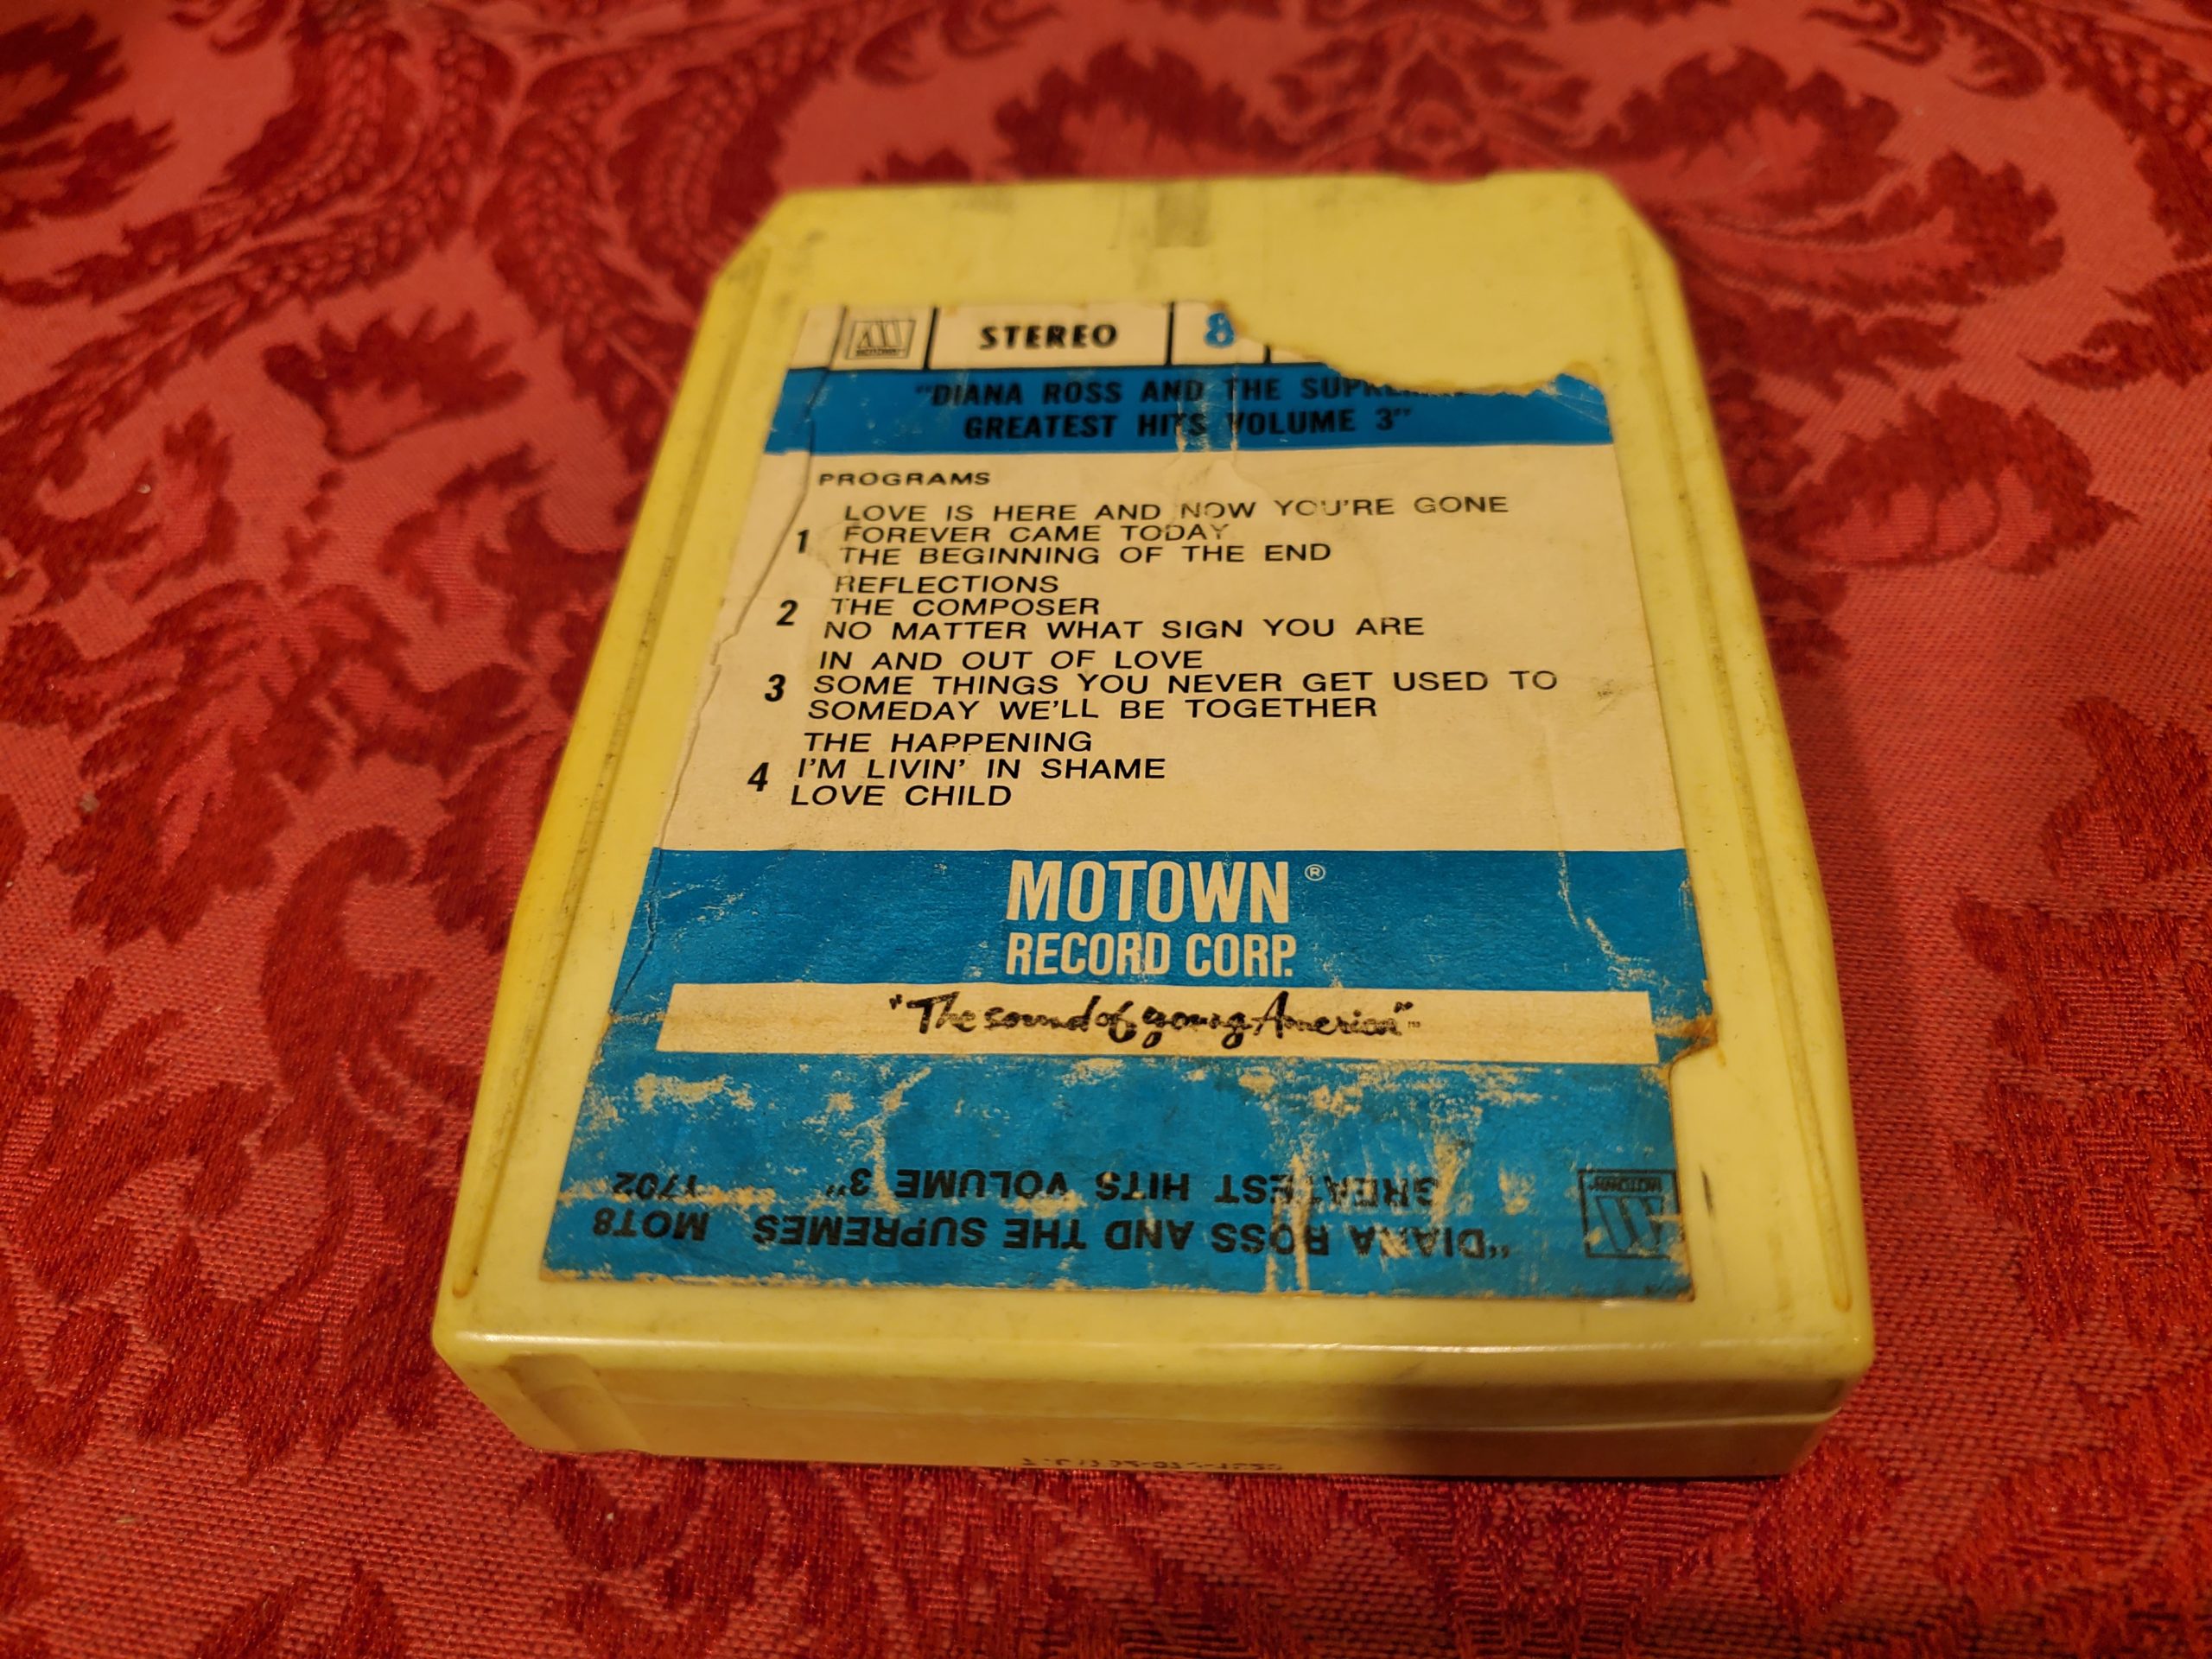 MOTOWN
STEREO
8
"DIANA ROSS AND THE
GREATEST HITS VOLUME 3"
PROGRAMS
LOVE IS HERE AND NOW YOU'RE GONE
1 FOREVER CAME TODAY
THE BEGINNING OF THE END
REFLECTIONS
2 THE COMPOSER
NO MATTER WHAT SIGN YOU ARE
IN AND OUT OF LOVE
3 SOME THINGS YOU NEVER GET USED TO
SOMEDAY WE'LL BE TOGETHER
THE HAPPENING
4 I'M LIVIN' IN SHAME
LOVE CHILD
MOTOWN®
RECORD CORP.
"The sound of young America"
"DIANA ROSS AND THE SUPREMES MOT8
GREATEST HITS VOLUME 3" 1702
MOTOWN